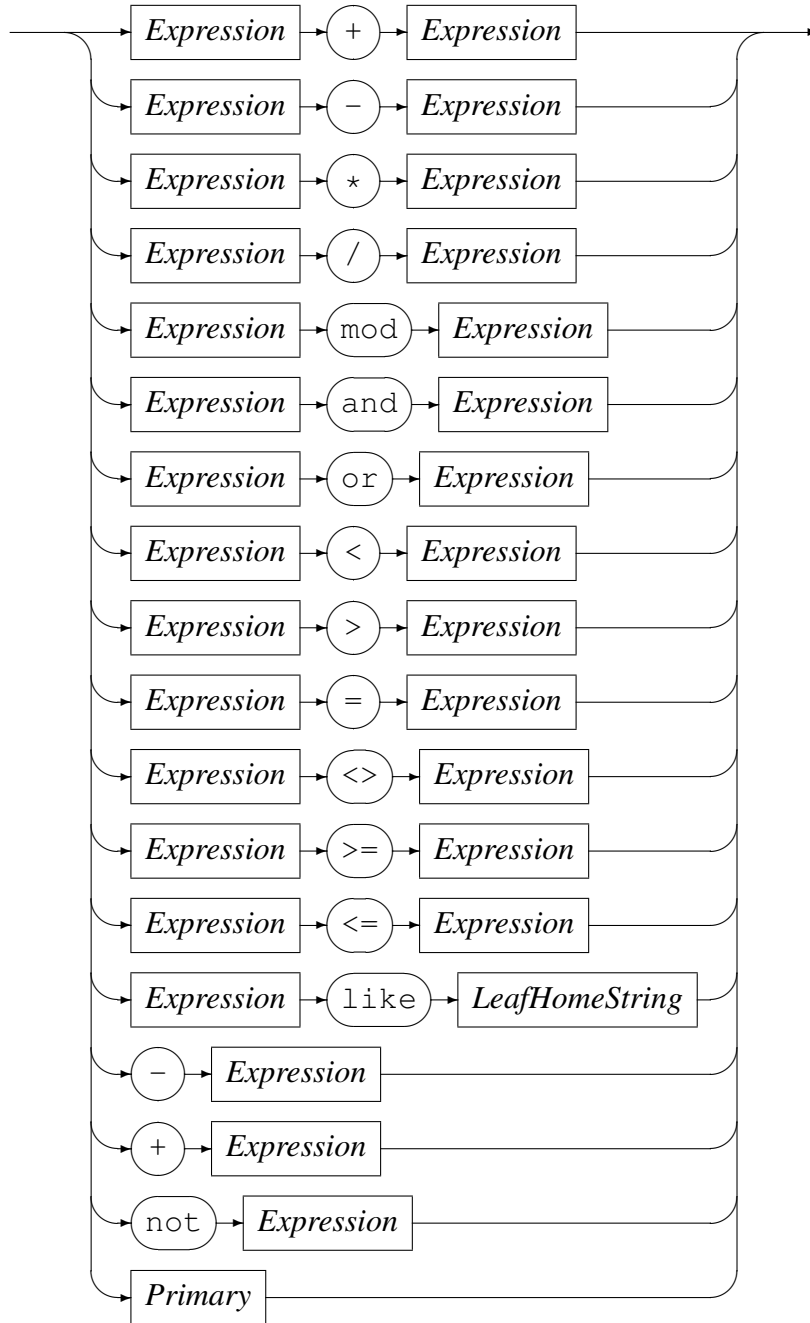 Expression + Expression
Expression - Expression
Expression * Expression
Expression / Expression
Expression mod Expression
Expression and Expression
Expression or Expression
Expression < Expression
Expression > Expression
Expression = Expression
Expression <> Expression
Expression >= Expression
Expression <= Expression
Expression like LeafHomeString
- Expression
+ Expression
not Expression
Primary